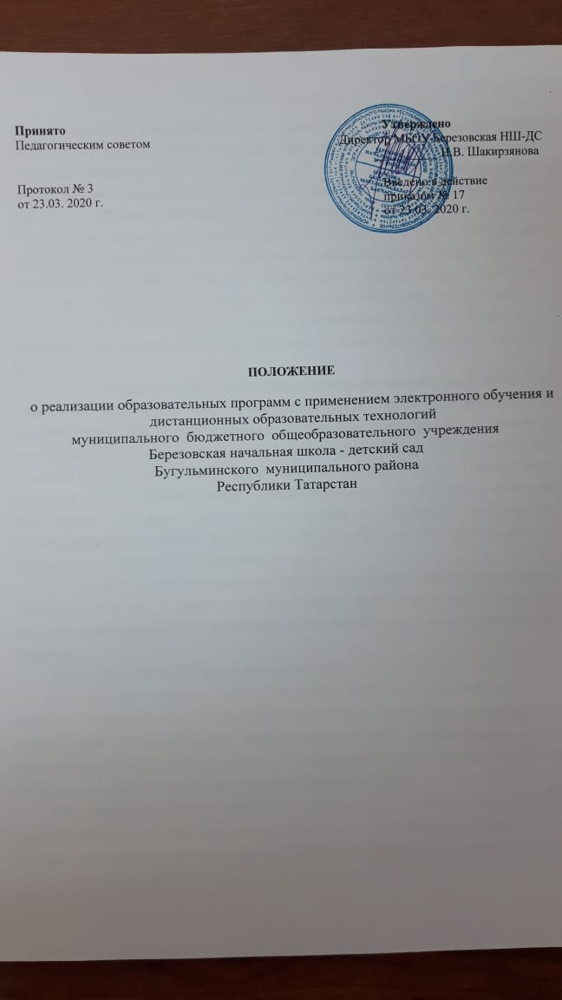 Принято
Педагогическим советом
Протокол № 3
от 23.03. 2020 г.
Утверждено
Директор МБОУ Березовская НШ-ДС
Н.В. Шакирзянова
Введено в действие
приказом № 17
от 23.03. 2020 г.
ПОЛОЖЕНИЕ
о реализации образовательных программ с применением электронного обучения и
дистанционных образовательных технологий
муниципального бюджетного общеобразовательного учреждения
Березовская начальная школа - детский сад
Бугульминского муниципального района
Республики Татарстан